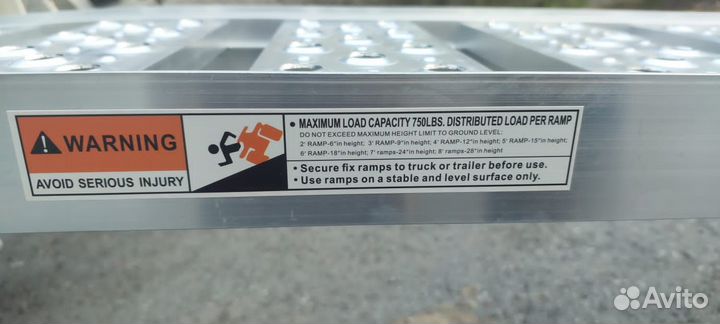 WARNING
AVOID SERIOUS INJURY
• MAXIMUM LOAD CAPACITY 750LBS. DISTRIBUTED LOAD PER RAMP
DO NOT EXCEED MAXIMUM HEIGHT LIMIT TO GROUND LEVEL:
2' RAMP-6"in height; 3' RAMP-9"in height; 4' RAMP-12"in height; 5' RAMP-15"in height;
6' RAMP-18"in height; 7' ramps-24"in height; 8' ramps-28"in height
• Secure fix ramps to truck or trailer before use.
• Use ramps on a stable and level surface only.
Avito